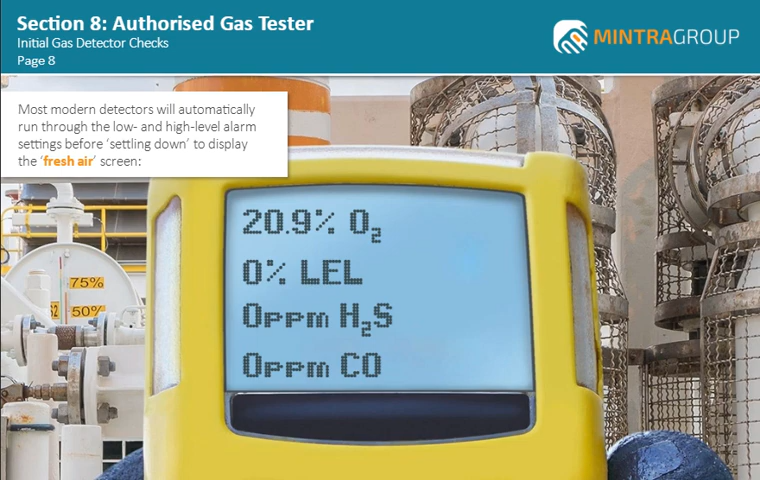 Section 8: Authorised Gas Tester
Initial Gas Detector Checks
Page 8
MINTRAGROUP
Most modern detectors will automatically
run through the low- and high-level alarm
settings before ‘settling down’ to display
the ‘fresh air’ screen:
20.9% O₂
0% LEL
0ppm H₂S
0ppm CO
75%
50%